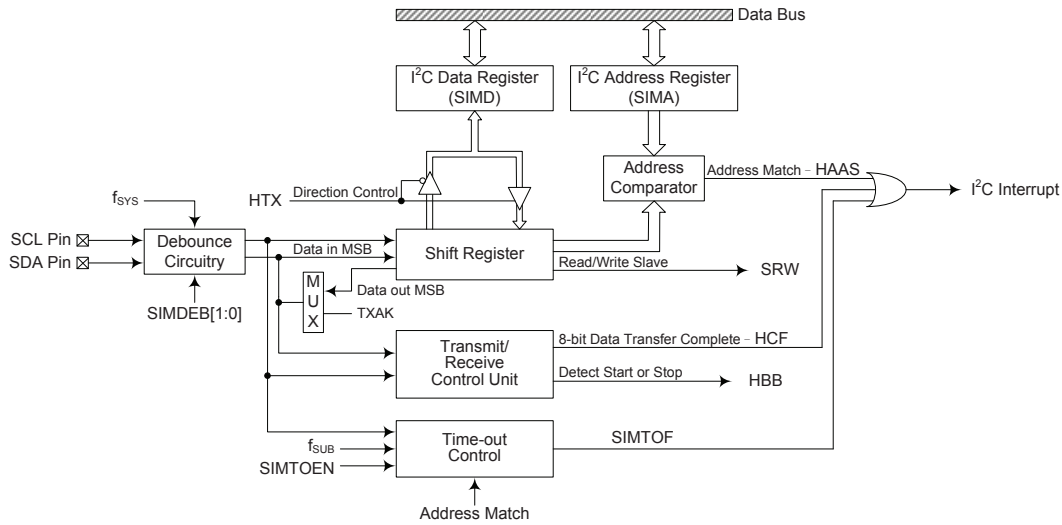 Data Bus
I²C Data Register
(SIMD)
I²C Address Register
(SIMA)
Address
Comparator
Address Match - HAAS
I²C Interrupt
Direction Control
HTX
fSYS
SCL Pin
SDA Pin
Debounce
Circuitry
SIMDEB[1:0]
Data in MSB
Shift Register
Read/Write Slave
SRW
M
U
X
Data out MSB
TXAK
Transmit/
Receive
Control Unit
8-bit Data Transfer Complete - HCF
Detect Start or Stop
HBB
fSUB
SIMTOEN
Time-out
Control
SIMTOF
Address Match